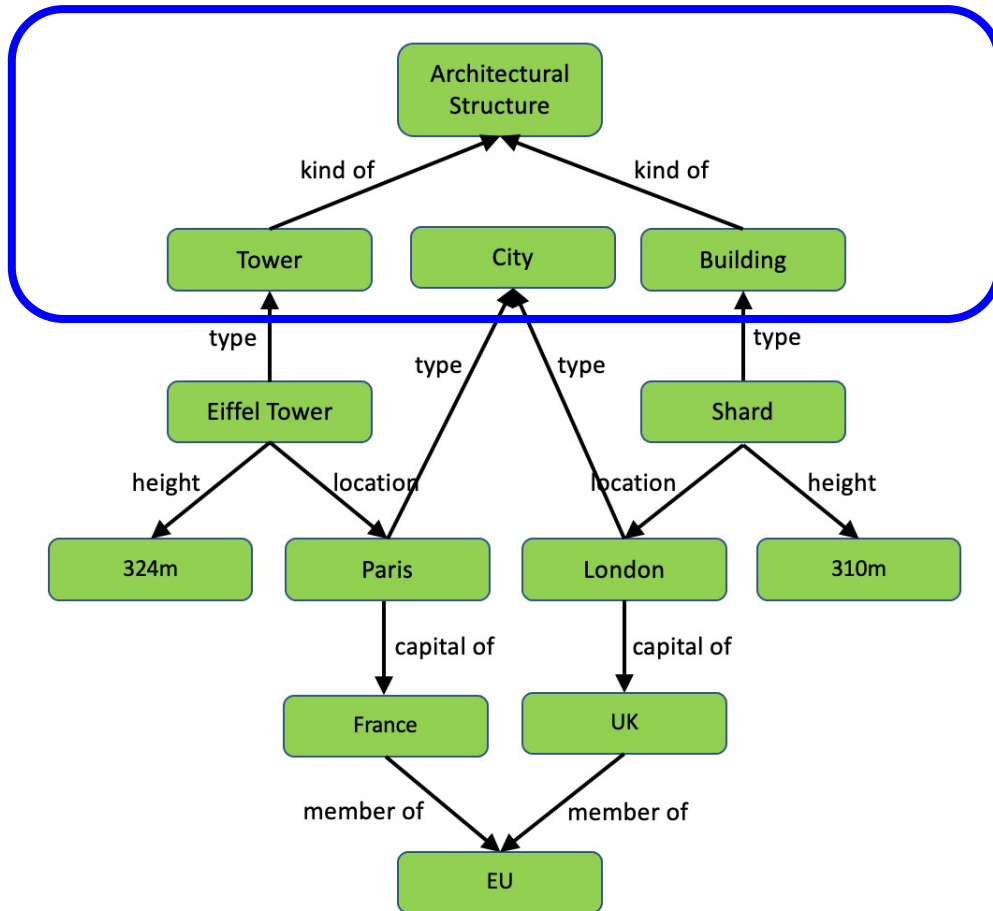 Architectural
Structure
kind of
kind of
Tower
City
Building
type
type
type
type
Eiffel Tower
Shard
height
location
location
height
324m
Paris
London
310m
capital of
capital of
France
UK
member of
member of
EU